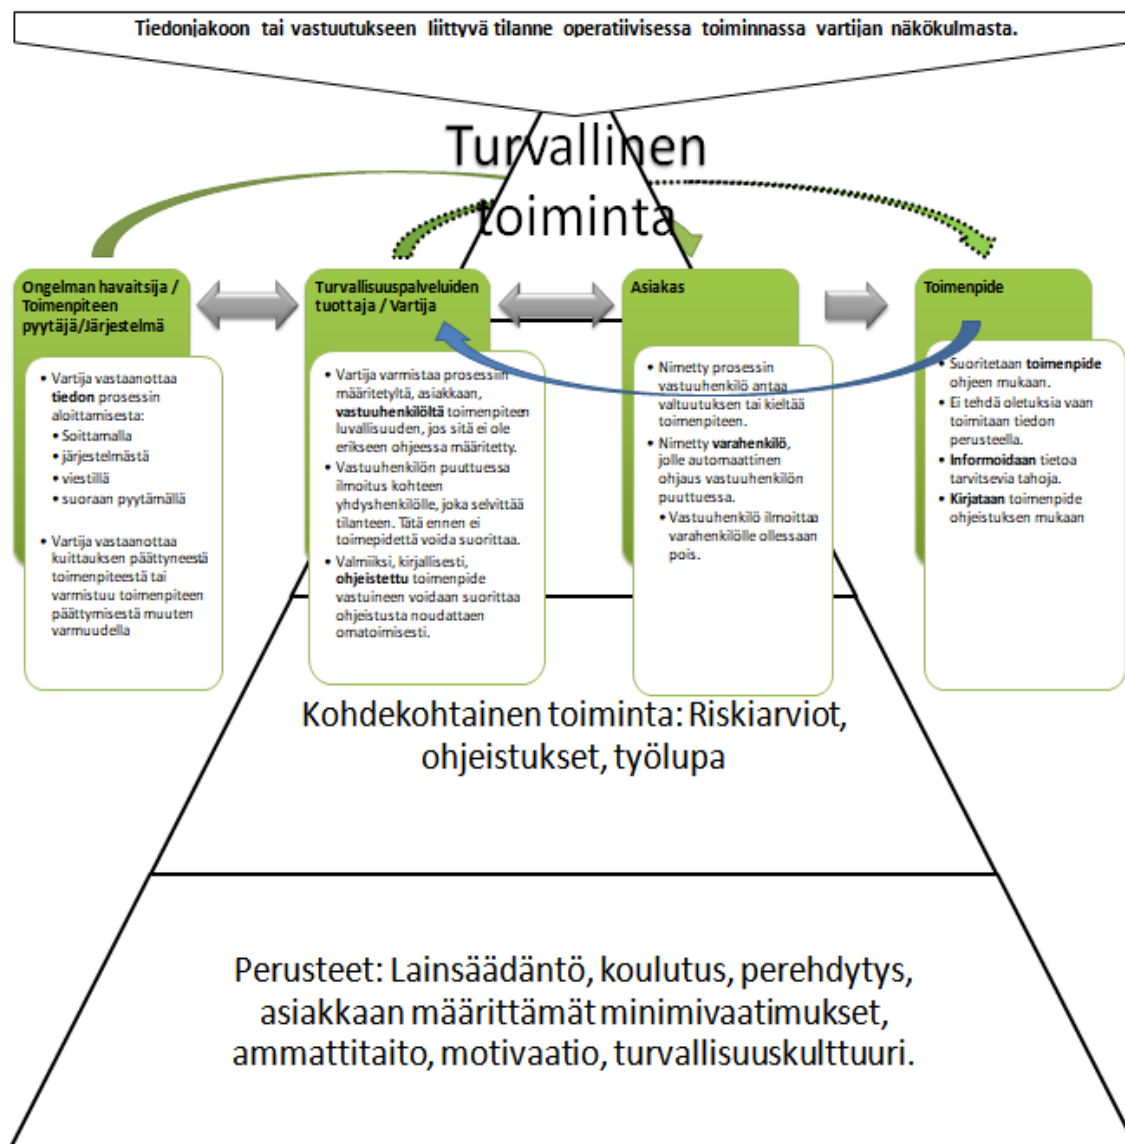 Tiedonjakoon tai vastuutukseen liittyvä tilanne operatiivisessa toiminnassa vartijan näkökulmasta.
Turvallinen
toiminta
Ongelman havaitsija /
Toimenpiteen
pyytäjä/Järjestelmä
• Vartija vastaanottaa
tiedon prosessin
aloittamisesta:
• Soittamalla
• järjestelmästä
• viestillä
• suoraan pyytämällä
• Vartija vastaanottaa
kuittauksen päättyneestä
toimenpiteestä tai
varmistuu toimenpiteen
päättymisestä muuten
varmuudella
Turvallisuuspalveluiden
tuottaja / Vartija
• Vartija varmistaa prosessiin
määritetyltä, asiakkaan,
vastuuhenkilöltä toimenpiteen
luvallisuuden, jos sitä ei ole
erikseen ohjeessa määritetty.
• Vastuuhenkilön puuttuessa
ilmoitus kohteen
yhdyshenkilölle, joka selvittää
tilanteen. Tätä ennen ei
toimepidettä voida suorittaa.
• Valmiiksi, kirjallisesti,
ohjeistettu toimenpide
vastuineen voidaan suorittaa
ohjeistusta noudattaen
omatoimisesti.
Asiakas
• Nimetty prosessin
vastuuhenkilö antaa
valtuutuksen tai kieltää
toimenpiteen.
• Nimetty varahenkilö,
jolle automaattinen
ohjaus vastuuhenkilön
puuttuessa.
• Vastuuhenkilö ilmoittaa
varahenkilölle ollessaan
pois.
Toimenpide
• Suoritetaan toimenpide
ohjeen mukaan.
• Ei tehdä oletuksia vaan
toimitaan tiedon
perusteella.
• Informoidaan tietoa
tarvitsevia tahoja.
• Kirjataan toimenpide
ohjeistuksen mukaan
Kohdekohtainen toiminta: Riskiarviot,
ohjeistukset, työlupa
Perusteet: Lainsäädäntö, koulutus, perehdytys,
asiakkaan määrittämät minimivaatimukset,
ammattitaito, motivaatio, turvallisuuskulttuuri.